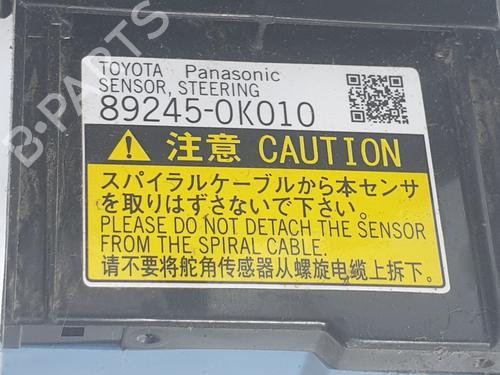 TOYOTA Panasonic
SENSOR, STEERING
89245-0K010
注意 CAUTION
スパイラルケーブルから本センサ
を取りはずさないで下さい。
PLEASE DO NOT DETACH THE SENSOR
FROM THE SPIRAL CABLE.
请不要将舵角传感器从螺旋电缆上拆下。
B-PARTS